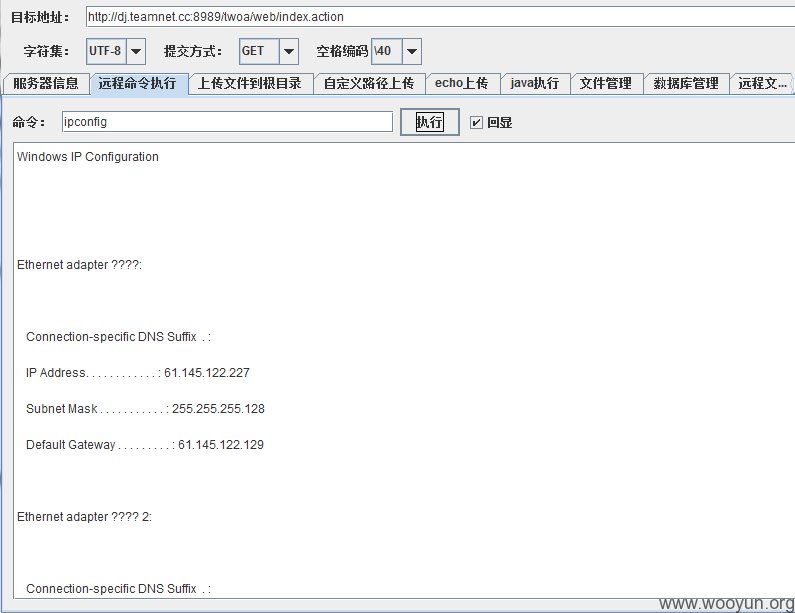 目标地址： http://dj.teamnet.cc:8989/twoa/web/index.action
字符集： UTF-8 提交方式： GET 空格编码 \40
服务器信息 远程命令执行 上传文件到根目录 自定义路径上传 echo上传 java执行 文件管理 数据库管理 远程文...
命令： ipconfig 执行 回显
Windows IP Configuration
Ethernet adapter ????:
Connection-specific DNS Suffix . :
IP Address. . . . . . . . . . . . : 61.145.122.227
Subnet Mask . . . . . . . . . . . : 255.255.255.128
Default Gateway . . . . . . . . . : 61.145.122.129
Ethernet adapter ???? 2:
Connection-specific DNS Suffix . :
www.wooyun.org